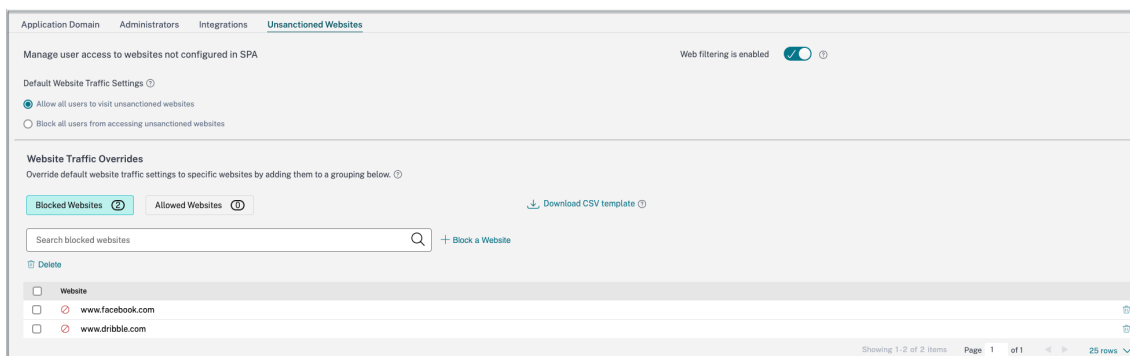 Application Domain Administrators Integrations Unsanctioned Websites
Manage user access to websites not configured in SPA Web filtering is enabled
Default Website Traffic Settings
Allow all users to visit unsanctioned websites
Block all users from accessing unsanctioned websites
Website Traffic Overrides
Override default website traffic settings to specific websites by adding them to a grouping below.
Blocked Websites 2 Allowed Websites 0 Download CSV template
Search blocked websites Block a Website
Delete
Website
www.facebook.com
www.dribble.com
Showing 1-2 of 2 items Page 1 of 1 25 rows